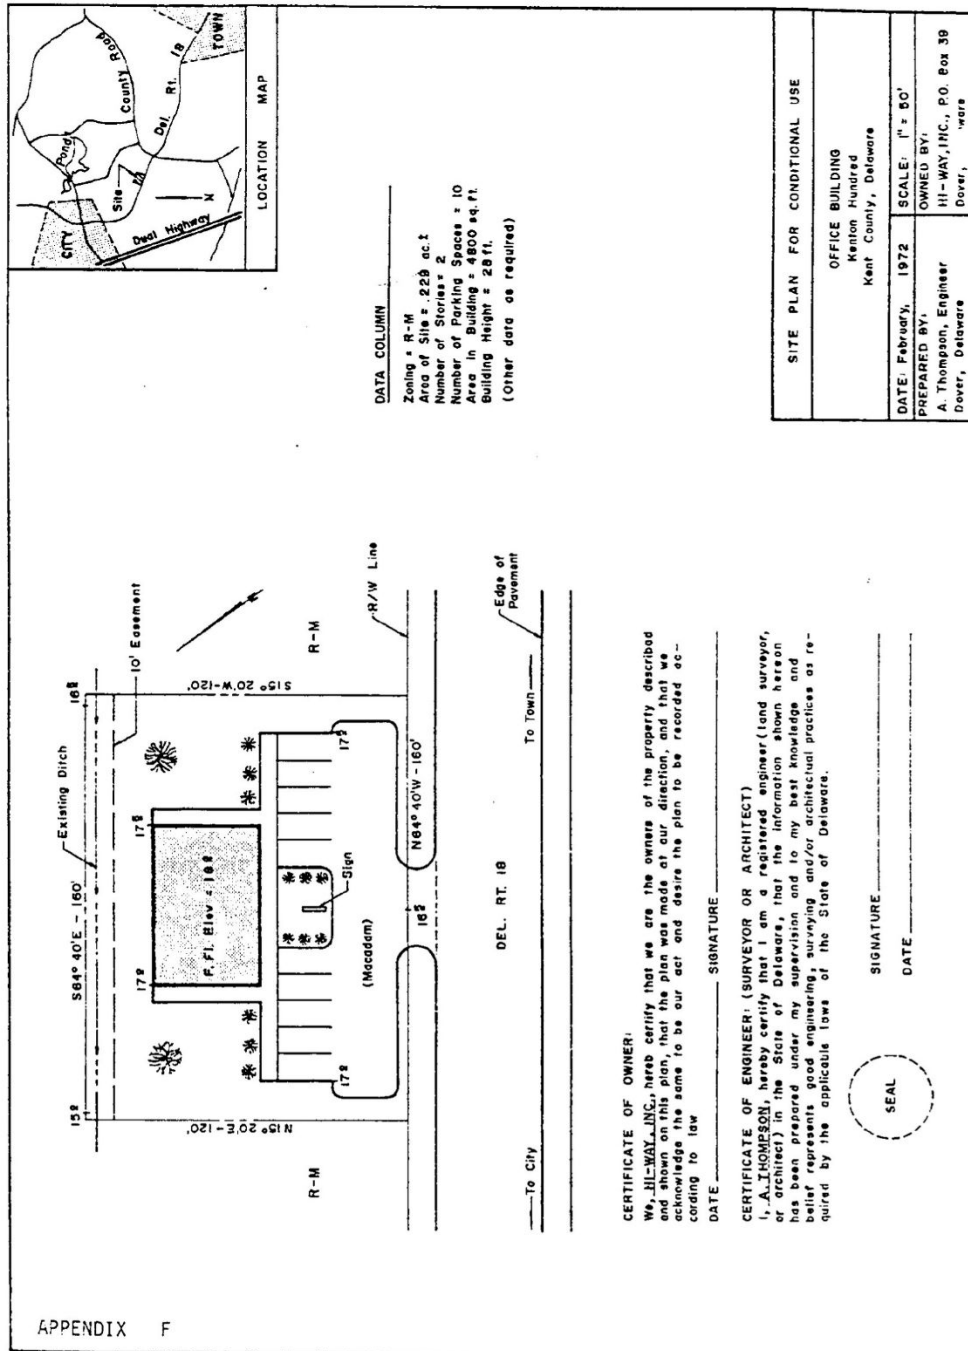 APPENDIX F
LOCATION MAP
CITY
TOWN
Pond
County Road
Del. Rt. 18
Site
Dual Highway
N
DATA COLUMN
Zoning = R-M
Area of Site = .229 ac.±
Number of Stories = 2
Number of Parking Spaces = 10
Area in Building = 4800 sq. ft.
Building Height = 28 ft.
(Other data as required)
S64° 40'E - 160'
Existing Ditch
10' Easement
S15° 20'W-120'
N15° 20'E-120'
R-M
R-M
F. Fl. Elev =
Sign
(Macadam)
N64° 40'W - 160'
R/W Line
DEL. RT. 18
Edge of
Pavement
To City
To Town
CERTIFICATE OF OWNER:
We, HI-WAY, INC., hereb certify that we are the owners of the property described
and shown on this plan, that the plan was made at our direction, and that we
acknowledge the same to be our act and desire the plan to be recorded ac-
cording to law
DATE SIGNATURE
CERTIFICATE OF ENGINEER: (SURVEYOR OR ARCHITECT)
I, A. THOMPSON, hereby certify that I am a registered engineer (land surveyor,
or architect) in the State of Delaware, that the information shown hereon
has been prepared under my supervision and to my best knowledge and
belief represents good engineering, surveying and/or architectural practices as re-
quired by the applicable laws of the State of Delaware.
SEAL
SIGNATURE
DATE
SITE PLAN FOR CONDITIONAL USE
OFFICE BUILDING
Kenton Hundred
Kent County, Delaware
DATE: February, 1972
SCALE: 1" = 50'
PREPARED BY:
A. Thompson, Engineer
Dover, Delaware
OWNED BY:
HI-WAY, INC., P.O. Box 39
Dover,